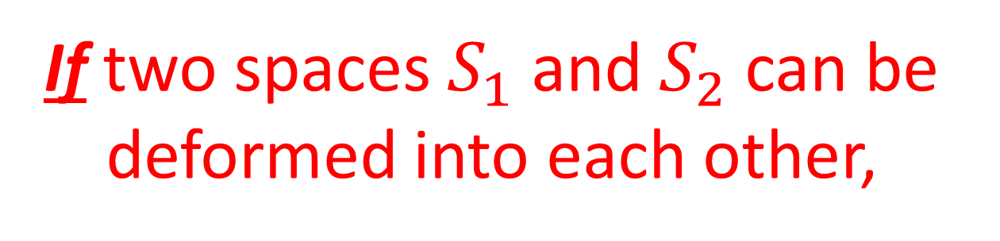 If two spaces 𝑆₁ and 𝑆₂ can be
deformed into each other,